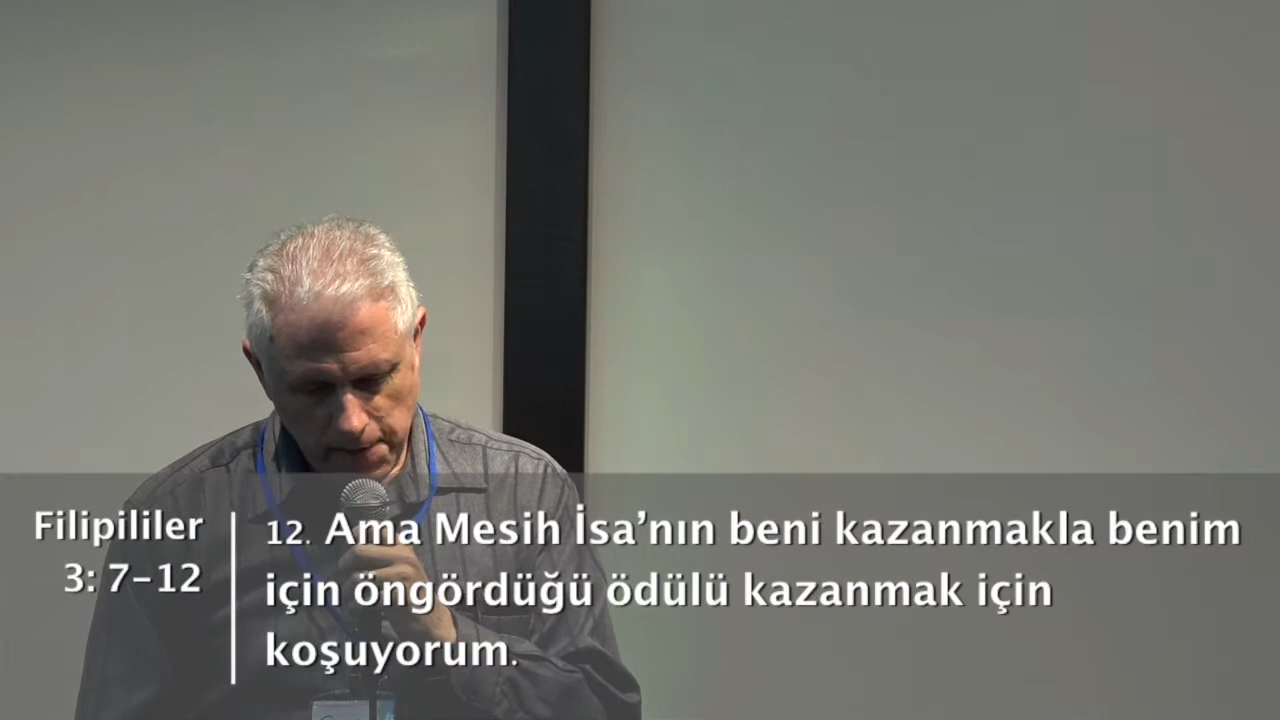 Filipililer
3: 7-12
12. Ama Mesih İsa’nın beni kazanmakla benim
için öngördüğü ödülü kazanmak için
koşuyorum.